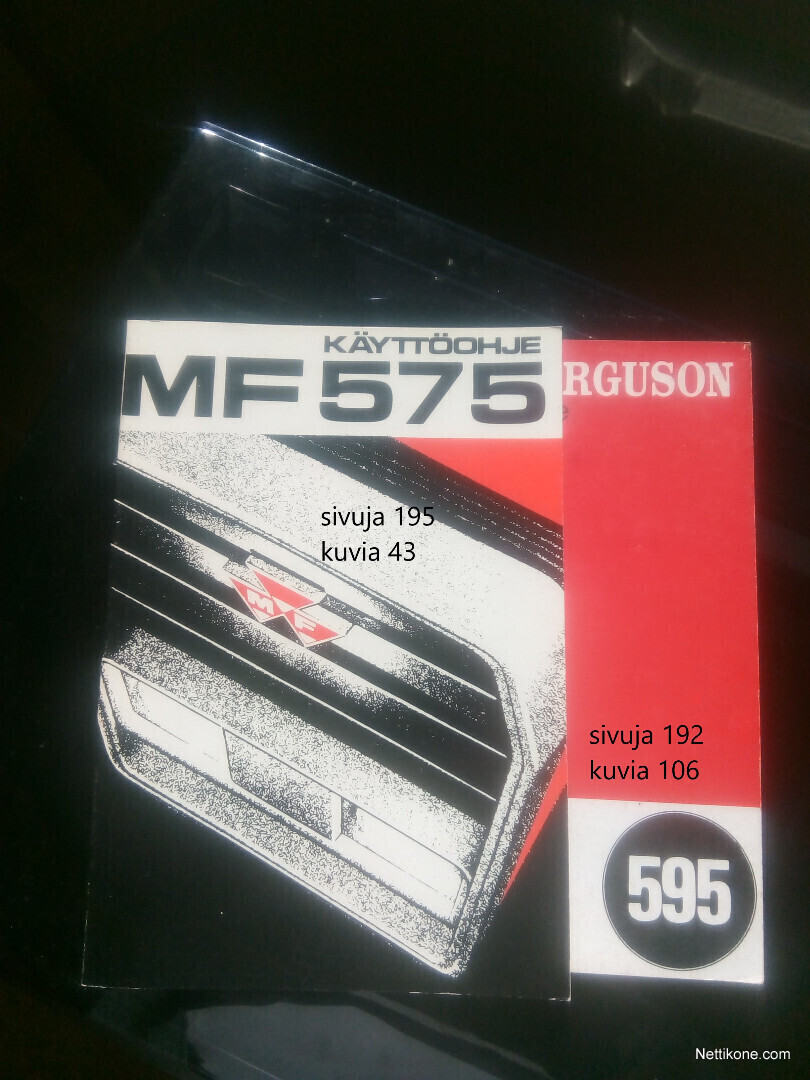 KÄYTTÖOHJE
MF 575
RGUSON
sivuja 195
kuvia 43
M F
sivuja 192
kuvia 106
595
Nettikone.com